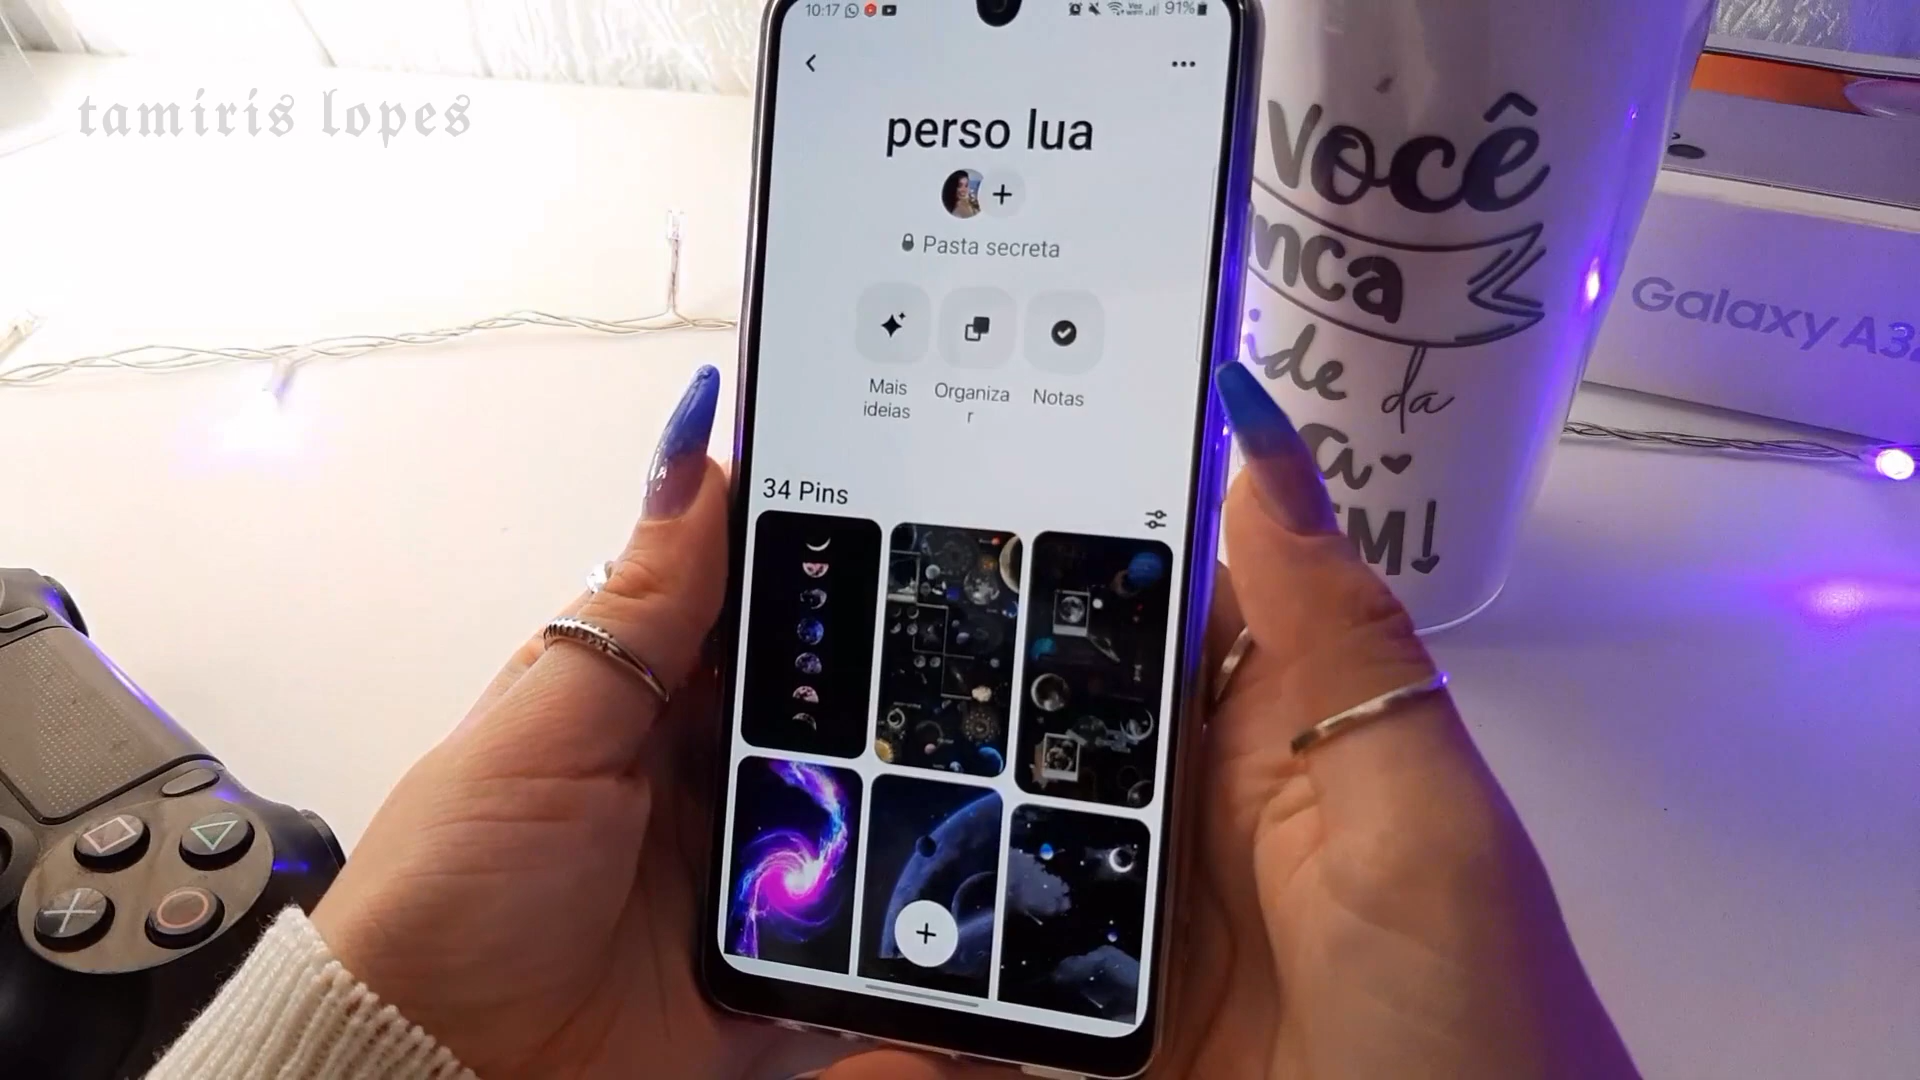 tamiris lopes
10:17
91%
perso lua
Pasta secreta
Mais
ideias
Organiza
r
Notas
34 Pins
você
nca
ide da
a
EM!
Galaxy A3